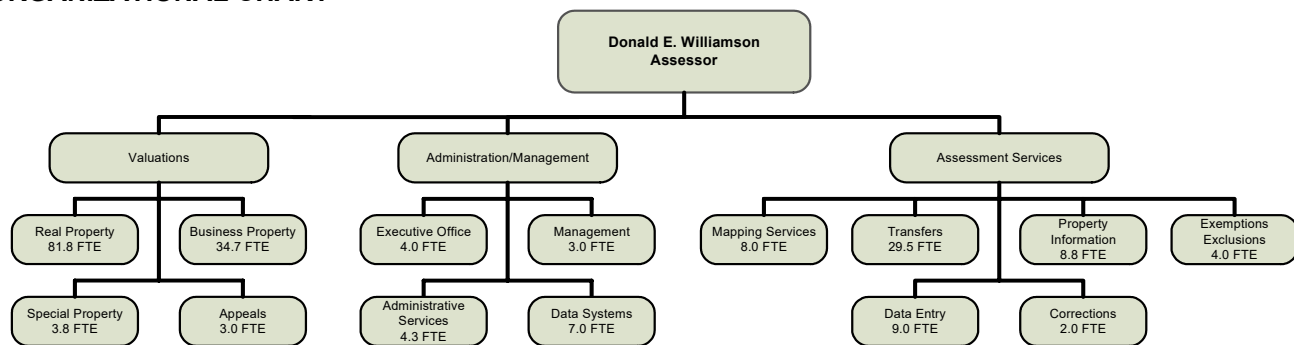 ORGANIZATIONAL CHART
Donald E. Williamson
Assessor
Valuations
Administration/Management
Assessment Services
Real Property
81.8 FTE
Business Property
34.7 FTE
Executive Office
4.0 FTE
Management
3.0 FTE
Mapping Services
8.0 FTE
Transfers
29.5 FTE
Property
Information
8.8 FTE
Exemptions
Exclusions
4.0 FTE
Special Property
3.8 FTE
Appeals
3.0 FTE
Administrative
Services
4.3 FTE
Data Systems
7.0 FTE
Data Entry
9.0 FTE
Corrections
2.0 FTE